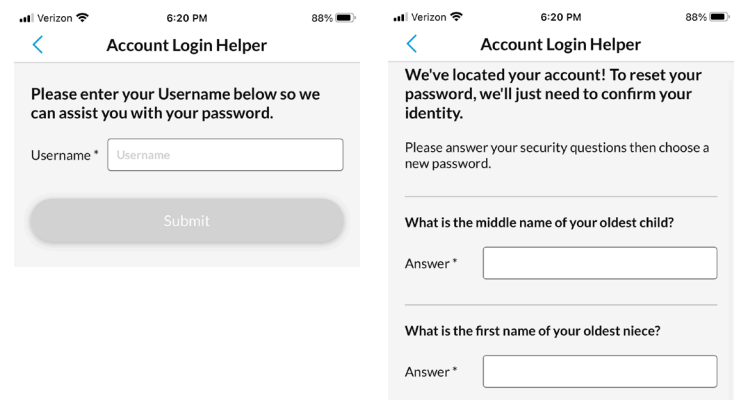 Verizon 6:20 PM 88%
Account Login Helper
Please enter your Username below so we
can assist you with your password.
Username * Username
Submit
Verizon 6:20 PM 88%
Account Login Helper
We've located your account! To reset your
password, we'll just need to confirm your
identity.
Please answer your security questions then choose a
new password.
What is the middle name of your oldest child?
Answer *
What is the first name of your oldest niece?
Answer *